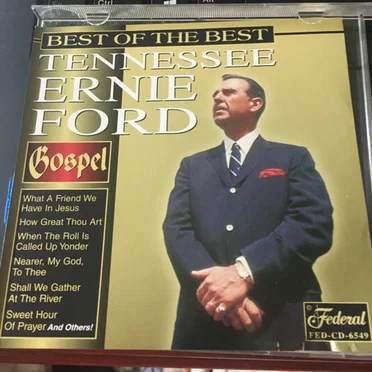 Alt
BEST OF THE BEST
TENNESSEE
ERNIE
FORD
Gospel
What A Friend We
Have In Jesus
How Great Thou Art
When The Roll Is
Called Up Yonder
Nearer, My God,
To Thee
Shall We Gather
At The River
Sweet Hour
Of Prayer And Others!
© Federal
FED-CD-6549